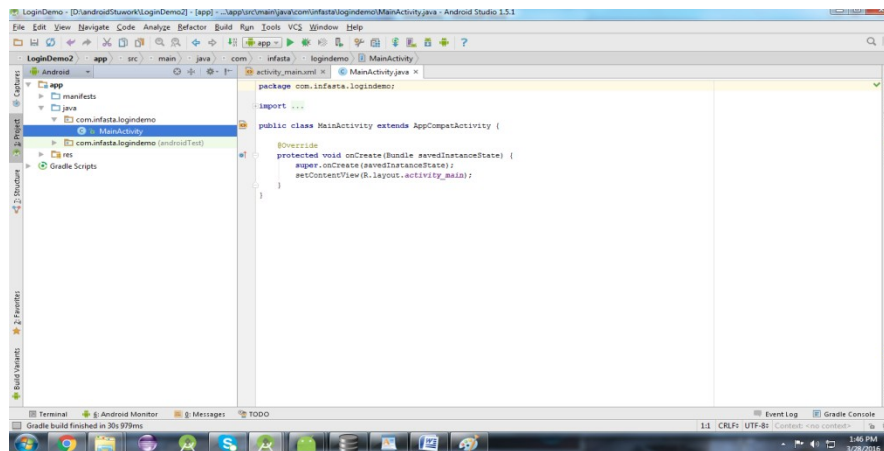 LoginDemo - [D:\androidStuwork\LoginDemo2] - [app] - ...\app\src\main\java\com\infasta\logindemo\MainActivity.java - Android Studio 1.5.1
File Edit View Navigate Code Analyze Refactor Build Run Tools VCS Window Help
app
LoginDemo2 app src main java com infasta logindemo MainActivity
Android
activity_main.xml × MainActivity.java ×
app
manifests
java
com.infasta.logindemo
MainActivity
com.infasta.logindemo (androidTest)
res
Gradle Scripts
Captures
1: Project
7: Structure
2: Favorites
Build Variants
package com.infasta.logindemo;
import ...
public class MainActivity extends AppCompatActivity {
@Override
protected void onCreate(Bundle savedInstanceState) {
super.onCreate(savedInstanceState);
setContentView(R.layout.activity_main);
}
}
Terminal 6: Android Monitor 0: Messages TODO Event Log Gradle Console
Gradle build finished in 30s 979ms 1:1 CRLF÷ UTF-8÷ Context: <no context>
1:46 PM
3/28/2016